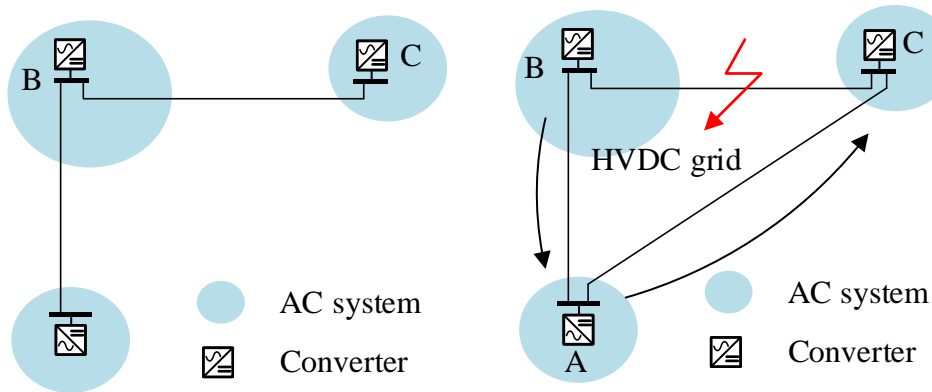 B
C
AC system
Converter
B
C
HVDC grid
A
AC system
Converter